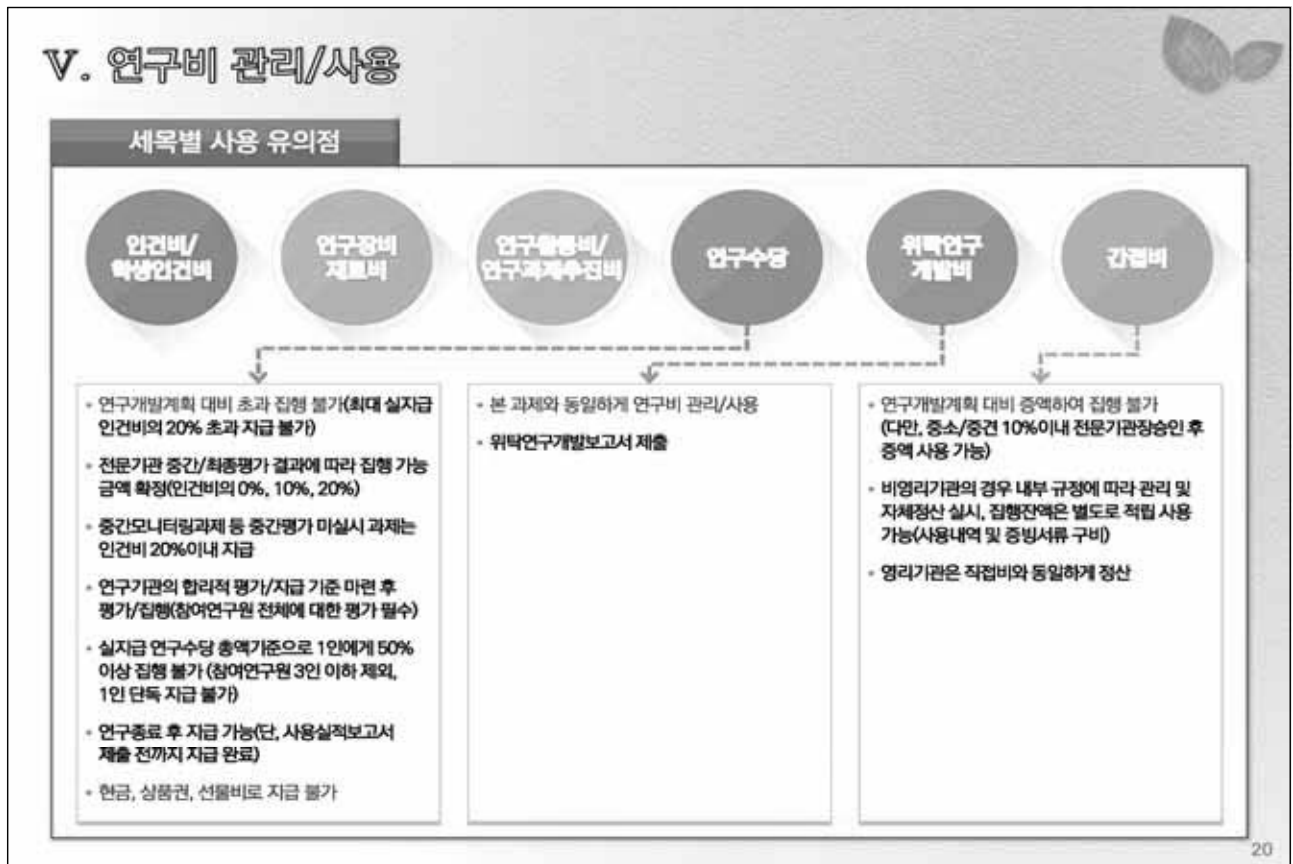 Ⅴ. 연구비 관리/사용
세목별 사용 유의점
인건비/
학생인건비
연구장비
재료비
연구활동비/
연구과제추진비
연구수당
위탁연구
개발비
간접비
• 연구개발계획 대비 초과 집행 불가(최대 실지급
인건비의 20% 초과 지급 불가)
• 전문기관 중간/최종평가 결과에 따라 집행 가능
금액 확정(인건비의 0%, 10%, 20%)
• 중간모니터링과제 등 중간평가 미실시 과제는
인건비 20%이내 지급
• 연구기관의 합리적 평가/지급 기준 마련 후
평가/집행(참여연구원 전체에 대한 평가 필수)
• 실지급 연구수당 총액기준으로 1인에게 50%
이상 집행 불가 (참여연구원 3인 이하 제외,
1인 단독 지급 불가)
• 연구종료 후 지급 가능(단, 사용실적보고서
제출 전까지 지급 완료)
• 현금, 상품권, 선물비로 지급 불가
• 본 과제와 동일하게 연구비 관리/사용
• 위탁연구개발보고서 제출
• 연구개발계획 대비 증액하여 집행 불가
(다만, 중소/중견 10%이내 전문기관장승인 후
증액 사용 가능)
• 비영리기관의 경우 내부 규정에 따라 관리 및
자체정산 실시, 집행잔액은 별도로 적립 사용
가능(사용내역 및 증빙서류 구비)
• 영리기관은 직접비와 동일하게 정산
20